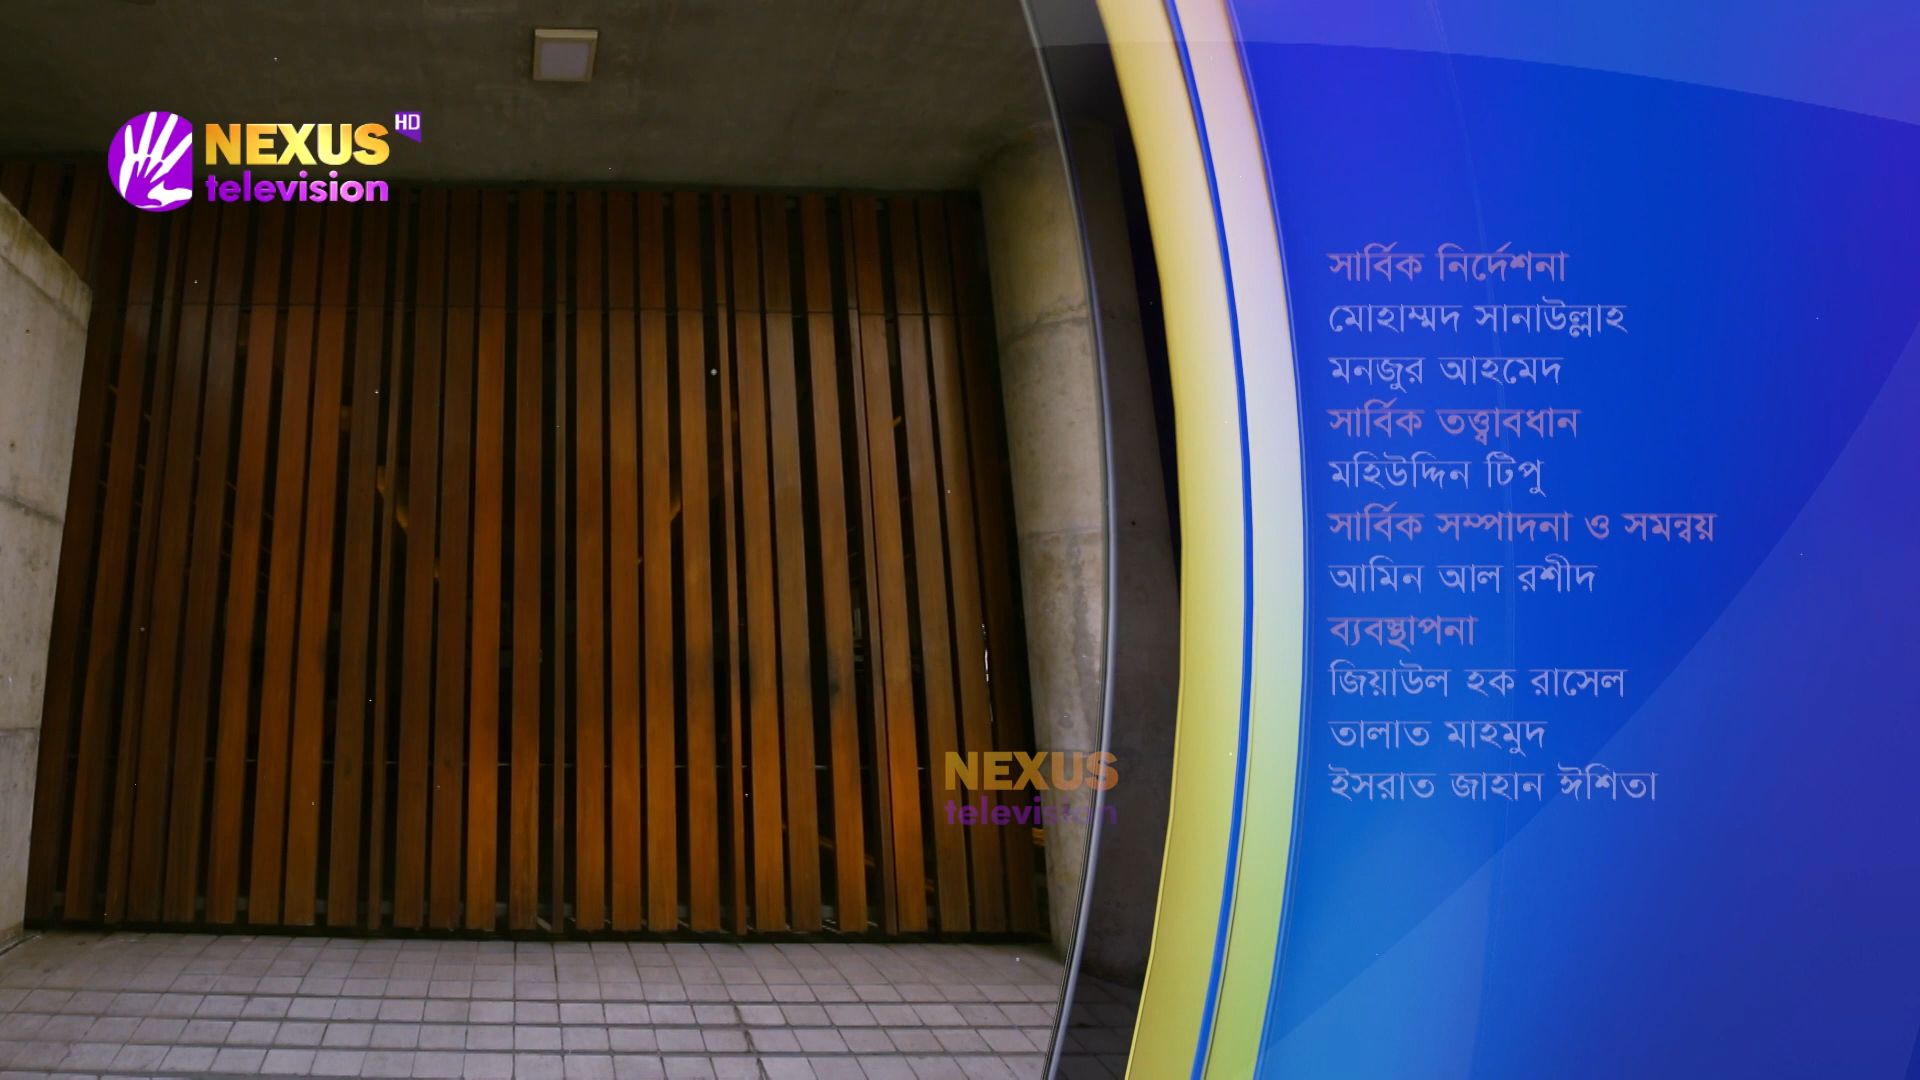 NEXUS HD
television
সার্বিক নির্দেশনা
মোহাম্মদ সানাউল্লাহ
মনজুর আহমেদ
সার্বিক তত্ত্বাবধান
মহিউদ্দিন টিপু
সার্বিক সম্পাদনা ও সমন্বয়
আমিন আল রশীদ
ব্যবস্থাপনা
জিয়াউল হক রাসেল
তালাত মাহমুদ
ইসরাত জাহান ঈশিতা
NEXUS
television